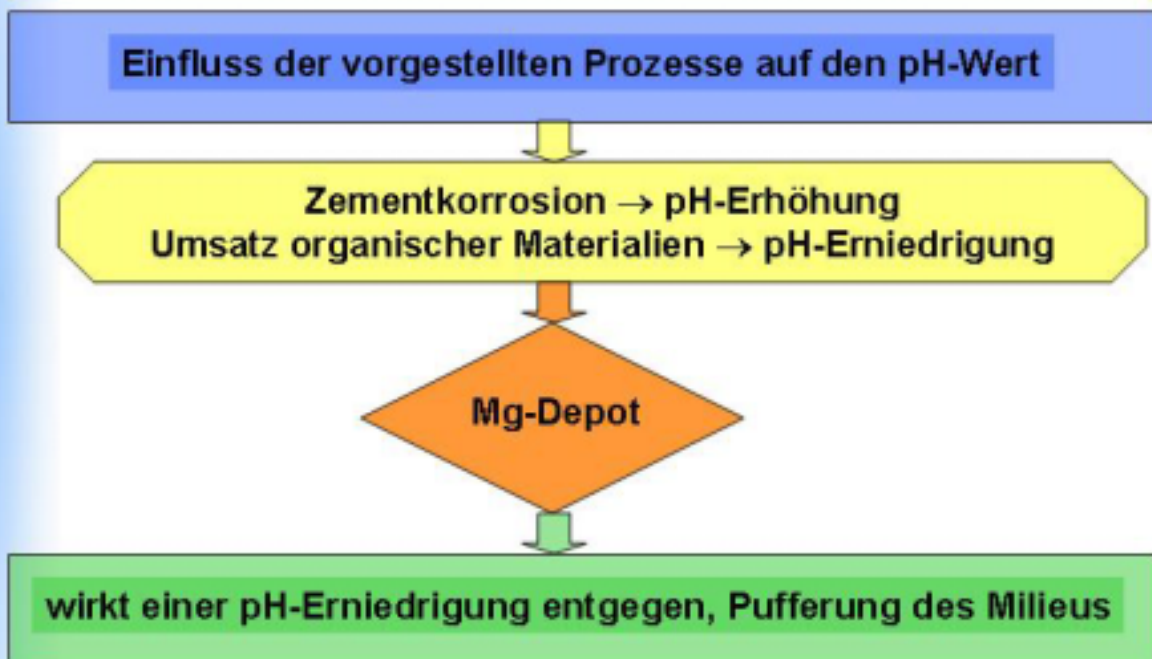 Einfluss der vorgestellten Prozesse auf den pH-Wert
Zementkorrosion → pH-Erhöhung
Umsatz organischer Materialien → pH-Erniedrigung
Mg-Depot
wirkt einer pH-Erniedrigung entgegen, Pufferung des Milieus